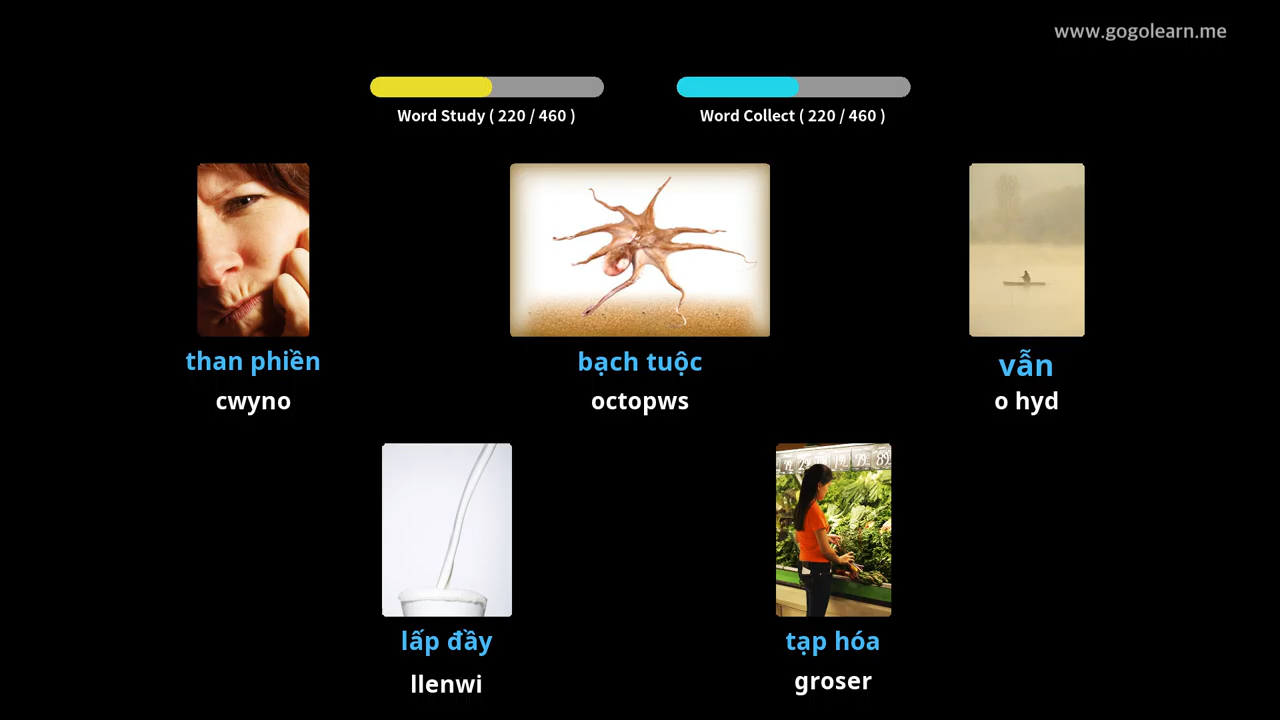 www.gogolearn.me
Word Study ( 220 / 460 )
Word Collect ( 220 / 460 )
than phiền
cwyno
bạch tuộc
octopws
vẫn
o hyd
lấp đầy
llenwi
tạp hóa
groser